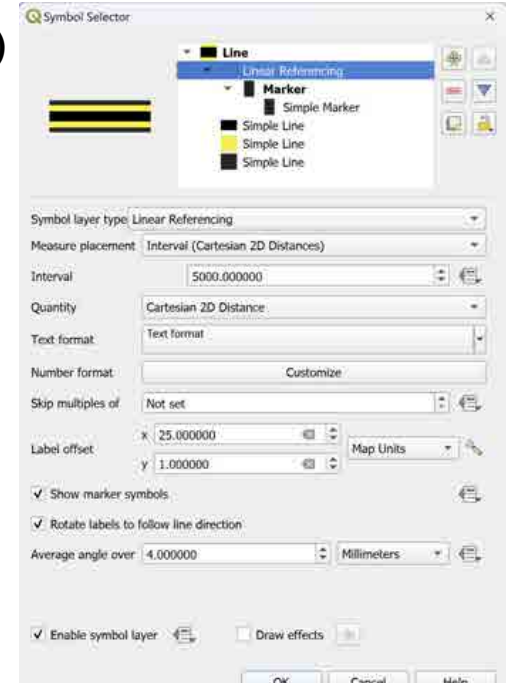 )
Symbol Selector
Line
Linear Referencing
Marker
Simple Marker
Simple Line
Simple Line
Simple Line
Symbol layer type Linear Referencing
Measure placement Interval (Cartesian 2D Distances)
Interval 5000.000000
Quantity Cartesian 2D Distance
Text format Text format
Number format Customize
Skip multiples of Not set
Label offset x 25.000000 Map Units
y 1.000000
Show marker symbols
Rotate labels to follow line direction
Average angle over 4.000000 Millimeters
Enable symbol layer Draw effects
OK Cancel Help